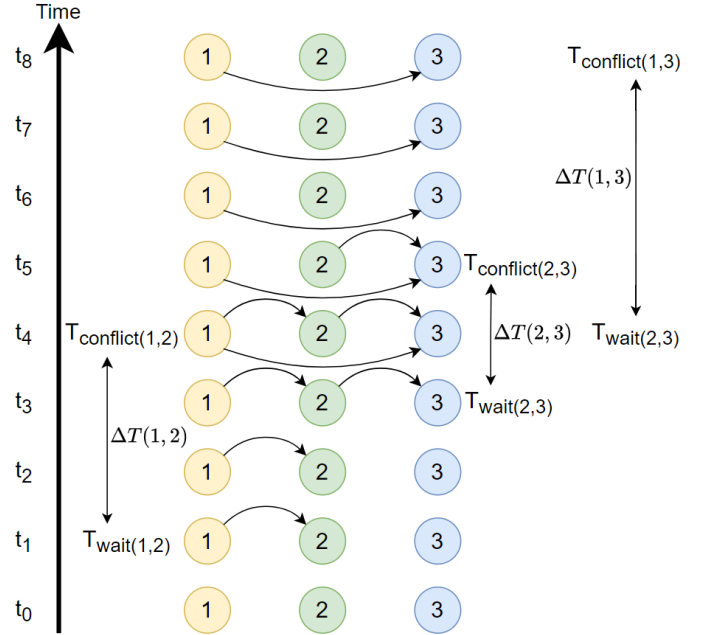 Time
t8 1 2 3 Tconflict(1,3)
t7 1 2 3
ΔT(1,3)
t6 1 2 3
t5 1 2 3 Tconflict(2,3)
t4 Tconflict(1,2) 1 2 3 ΔT(2,3) Twait(2,3)
t3 1 2 3 Twait(2,3)
ΔT(1,2)
t2 1 2 3
t1 Twait(1,2) 1 2 3
t0 1 2 3